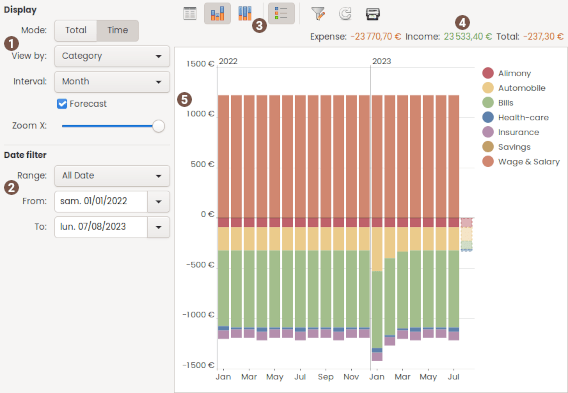 Display
Mode: Total Time
1
View by: Category
Interval: Month
Forecast
Zoom X:
Date filter
Range: All Date
2
From: sam. 01/01/2022
To: lun. 07/08/2023
3
4
Expense: -23 770,70 € Income: 23 533,40 € Total: -237,30 €
5
2022 2023
1500 €
1000 €
500 €
0 €
-500 €
-1000 €
-1500 €
Jan Mar May Jul Sep Nov Jan Mar May Jul
Alimony
Automobile
Bills
Health-care
Insurance
Savings
Wage & Salary